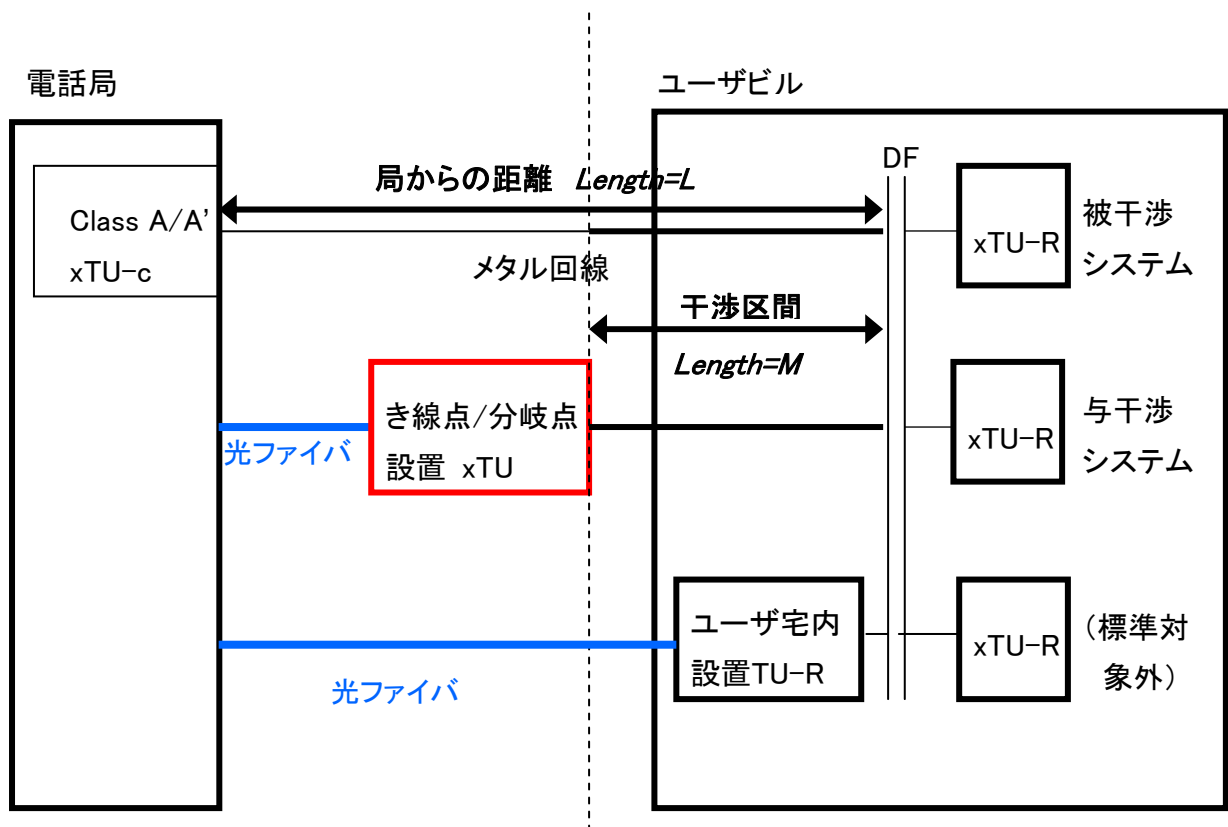 電話局
ユーザビル
DF
局からの距離 Length=L
Class A/A'
xTU-c
メタル回線
xTU-R
被干渉
システム
干渉区間
Length=M
き線点/分岐点
設置 xTU
光ファイバ
xTU-R
与干渉
システム
ユーザ宅内
設置TU-R
xTU-R
(標準対
象外)
光ファイバ